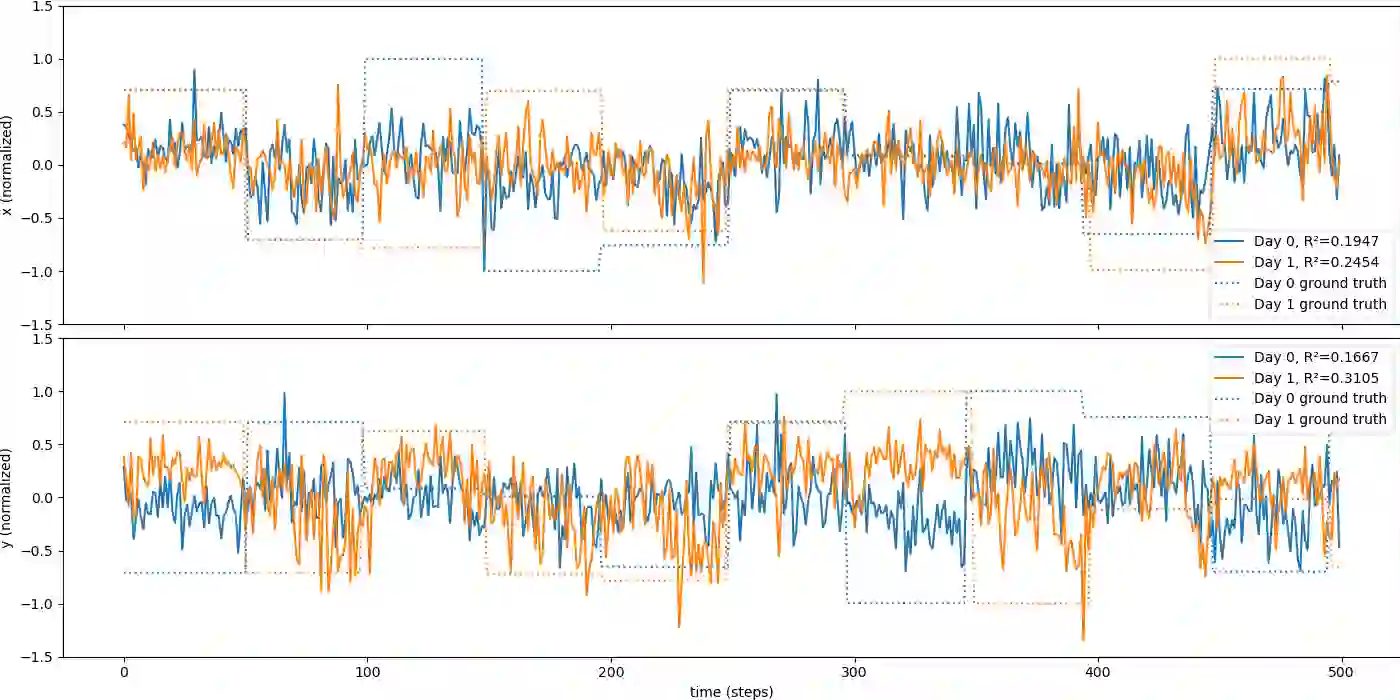 1.5
1.0
0.5
0.0
−0.5
−1.0
−1.5
x (normalized)
Day 0, R²=0.1947
Day 1, R²=0.2454
Day 0 ground truth
Day 1 ground truth
1.5
1.0
0.5
0.0
−0.5
−1.0
−1.5
y (normalized)
Day 0, R²=0.1667
Day 1, R²=0.3105
Day 0 ground truth
Day 1 ground truth
0 100 200 300 400 500
time (steps)